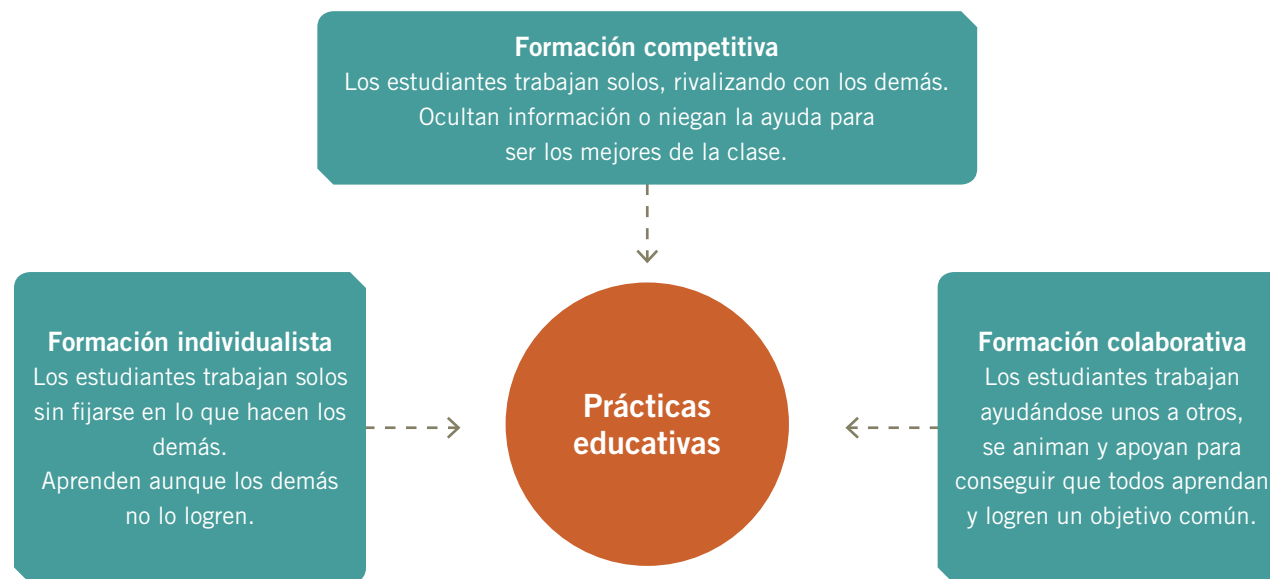 Formación competitiva
Los estudiantes trabajan solos, rivalizando con los demás.
Ocultan información o niegan la ayuda para
ser los mejores de la clase.
Formación individualista
Los estudiantes trabajan solos
sin fijarse en lo que hacen los
demás.
Aprenden aunque los demás
no lo logren.
Prácticas
educativas
Formación colaborativa
Los estudiantes trabajan
ayudándose unos a otros,
se animan y apoyan para
conseguir que todos aprendan
y logren un objetivo común.